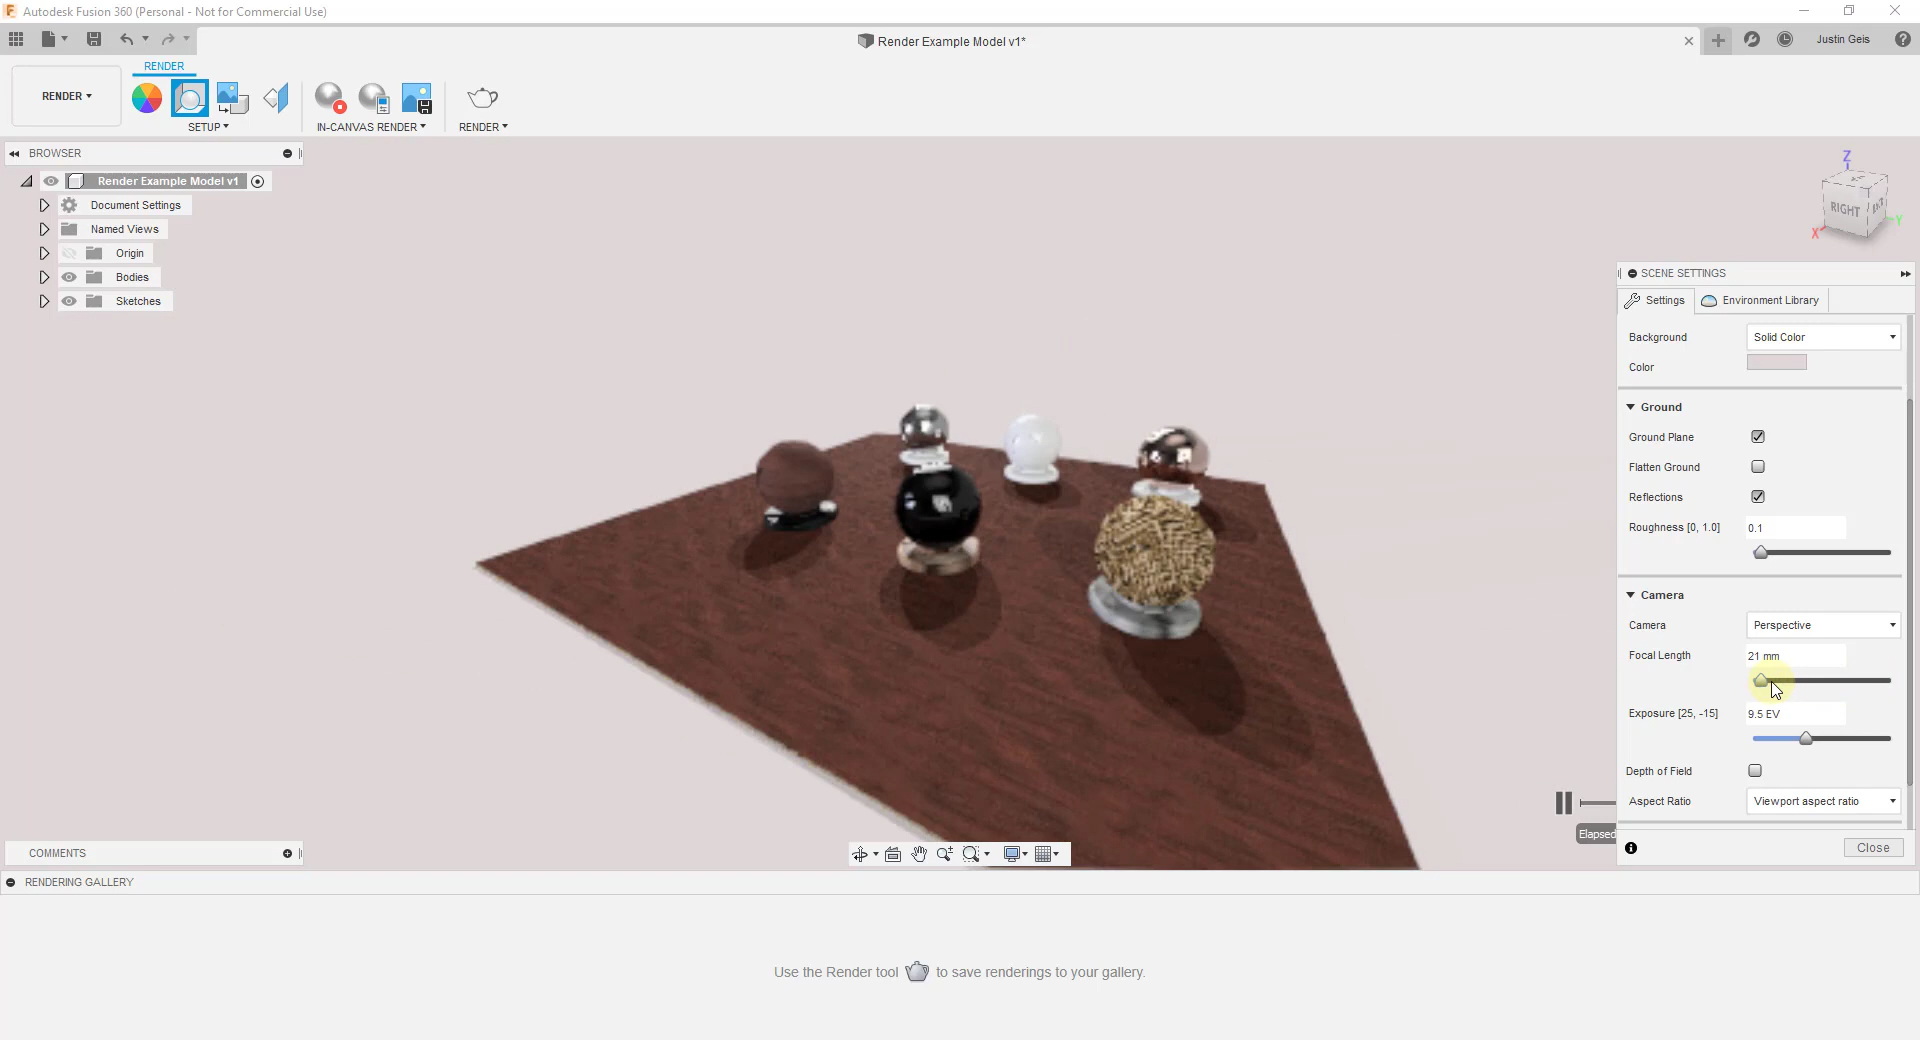 Autodesk Fusion 360 (Personal - Not for Commercial Use)
Render Example Model v1*
Justin Geis
RENDER
RENDER
SETUP
IN-CANVAS RENDER
RENDER
BROWSER
Render Example Model v1
Document Settings
Named Views
Origin
Bodies
Sketches
Z
RIGHT
X
Y
SCENE SETTINGS
Settings
Environment Library
Background
Solid Color
Color
Ground
Ground Plane
Flatten Ground
Reflections
Roughness [0, 1.0]
0.1
Camera
Camera
Perspective
Focal Length
21 mm
Exposure [25, -15]
9.5 EV
Depth of Field
Aspect Ratio
Viewport aspect ratio
Elapsed
Close
COMMENTS
RENDERING GALLERY
Use the Render tool to save renderings to your gallery.